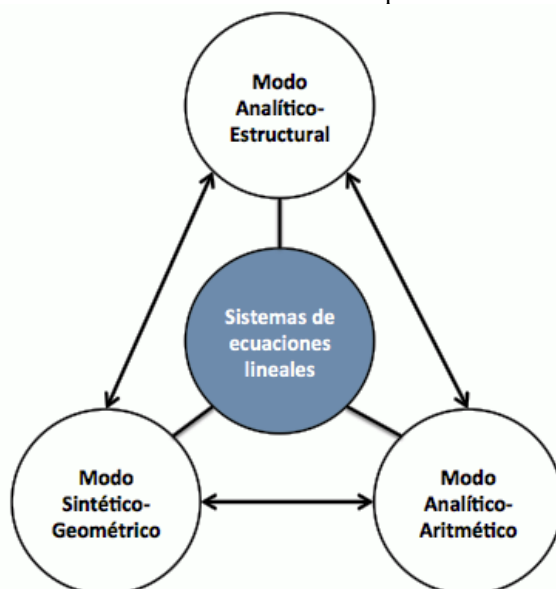 Modo
Analítico-
Estructural
Sistemas de
ecuaciones
lineales
Modo
Sintético-
Geométrico
Modo
Analítico-
Aritmético